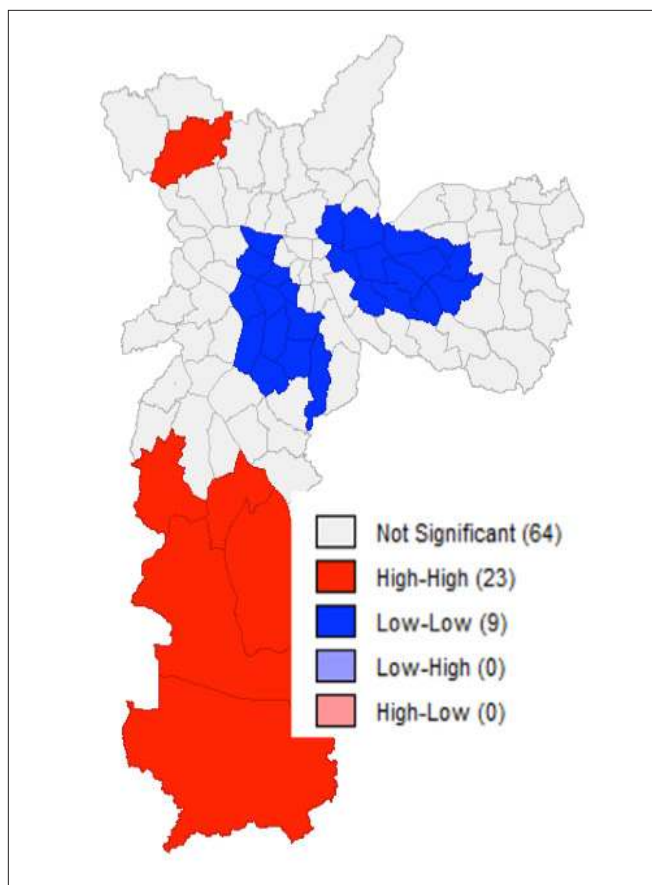 Not Significant (64)
High-High (23)
Low-Low (9)
Low-High (0)
High-Low (0)